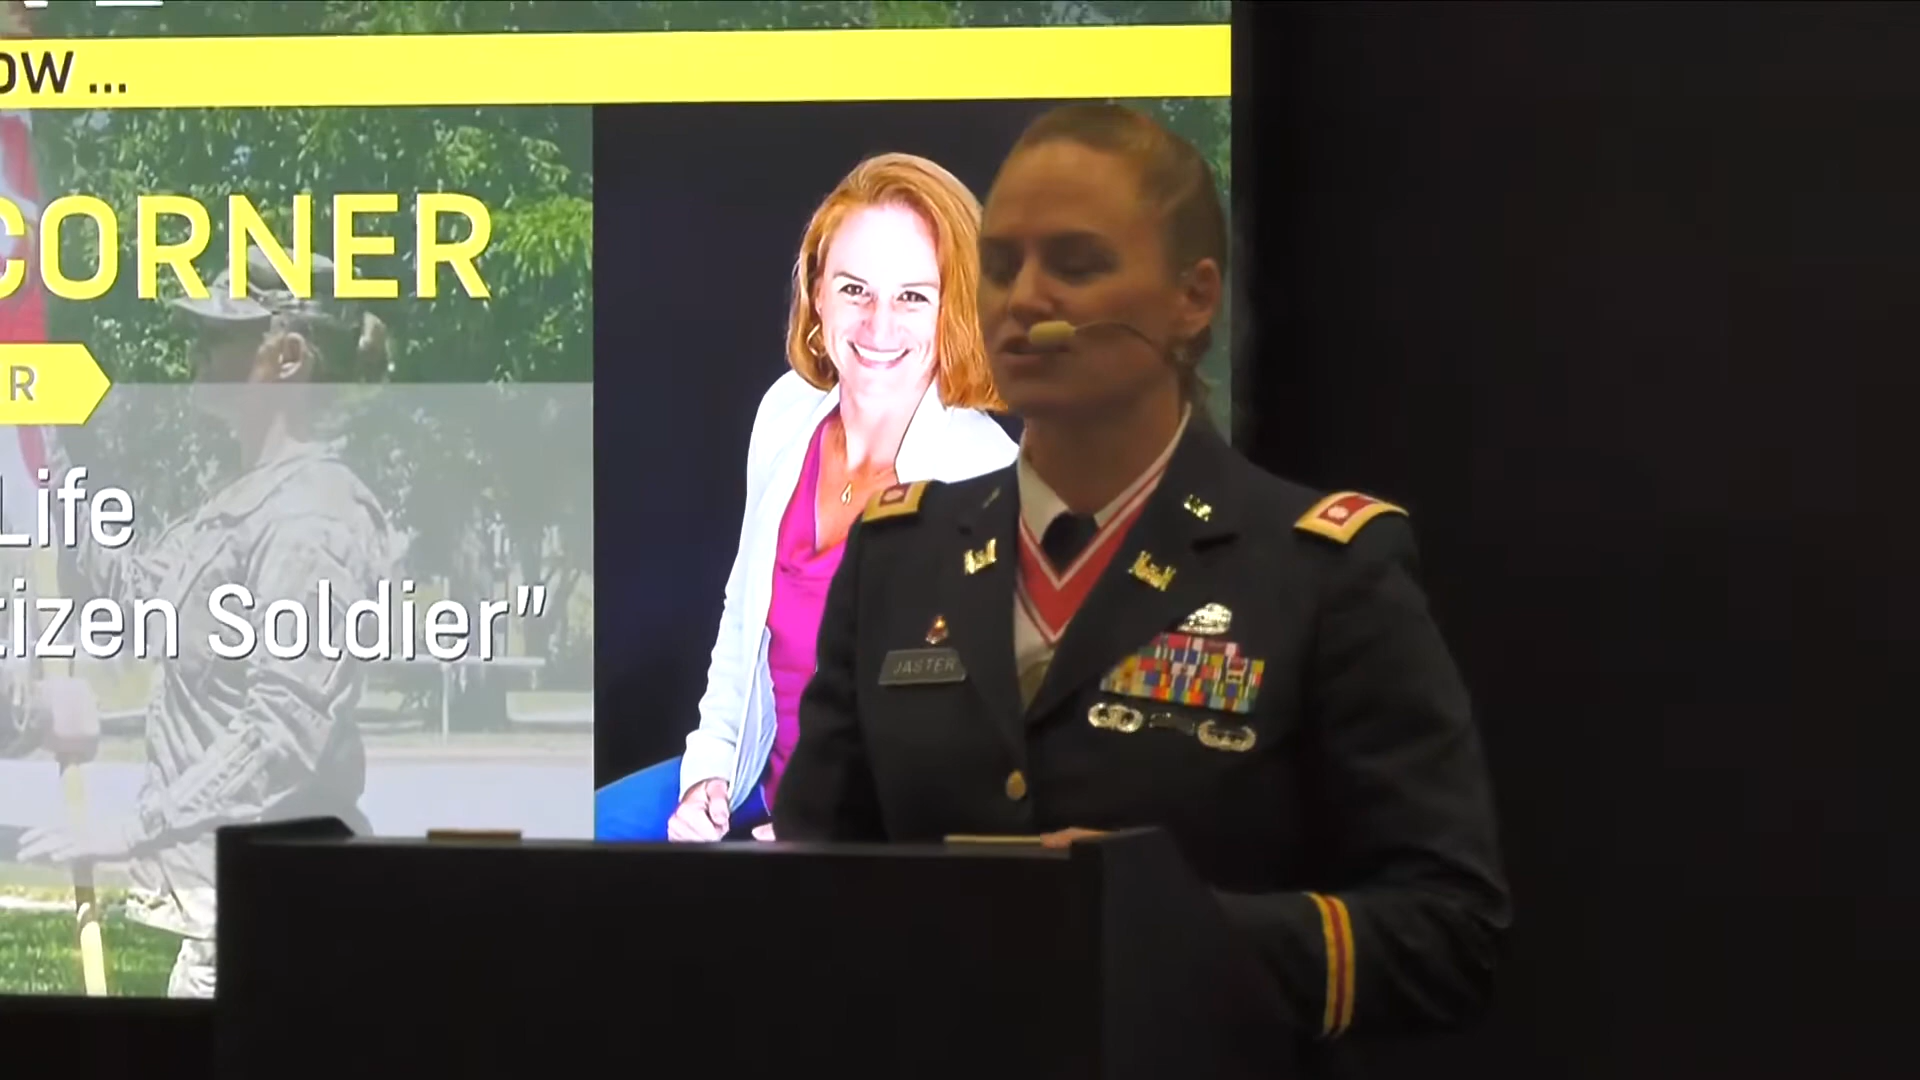 OW ...
CORNER
R
Life
tizen Soldier"
JASTER